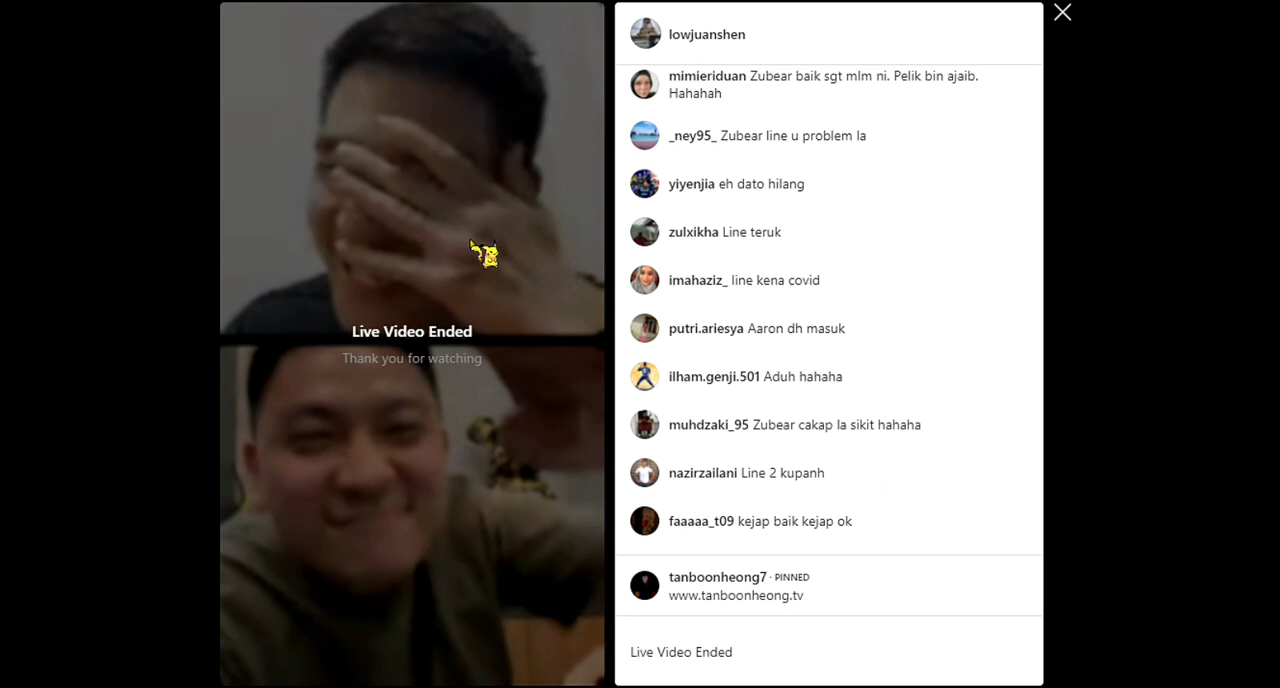 Live Video Ended
Thank you for watching
lowjuanshen
mimieriduan Zubear baik sgt mlm ni. Pelik bin ajaib.
Hahahah
_ney95_ Zubear line u problem la
yiyenjia eh dato hilang
zulxikha Line teruk
imahaziz_ line kena covid
putri.ariesya Aaron dh masuk
ilham.genji.501 Aduh hahaha
muhdzaki_95 Zubear cakap la sikit hahaha
nazirzailani Line 2 kupanh
faaaaa_t09 kejap baik kejap ok
tanboonheong7 · PINNED
www.tanboonheong.tv
Live Video Ended